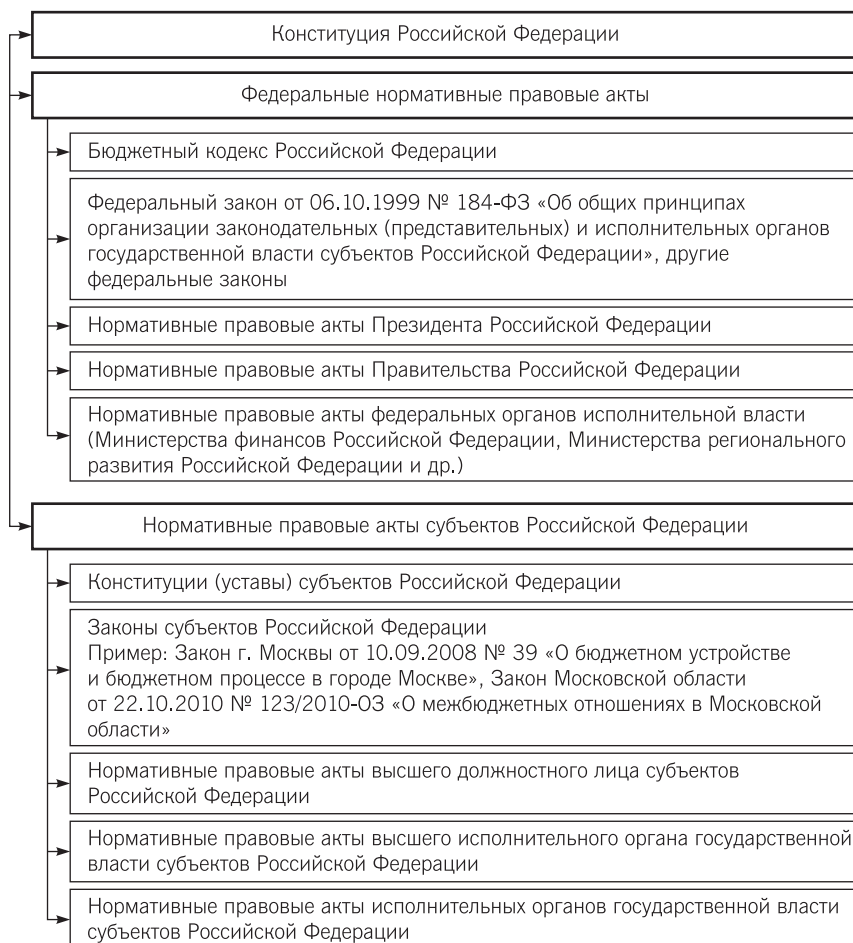 Конституция Российской Федерации
Федеральные нормативные правовые акты
Бюджетный кодекс Российской Федерации
Федеральный закон от 06.10.1999 № 184-ФЗ «Об общих принципах
организации законодательных (представительных) и исполнительных органов
государственной власти субъектов Российской Федерации», другие
федеральные законы
Нормативные правовые акты Президента Российской Федерации
Нормативные правовые акты Правительства Российской Федерации
Нормативные правовые акты федеральных органов исполнительной власти
(Министерства финансов Российской Федерации, Министерства регионального
развития Российской Федерации и др.)
Нормативные правовые акты субъектов Российской Федерации
Конституции (уставы) субъектов Российской Федерации
Законы субъектов Российской Федерации
Пример: Закон г. Москвы от 10.09.2008 № 39 «О бюджетном устройстве
и бюджетном процессе в городе Москве», Закон Московской области
от 22.10.2010 № 123/2010-ОЗ «О межбюджетных отношениях в Московской
области»
Нормативные правовые акты высшего должностного лица субъектов
Российской Федерации
Нормативные правовые акты высшего исполнительного органа государственной
власти субъектов Российской Федерации
Нормативные правовые акты исполнительных органов государственной власти
субъектов Российской Федерации